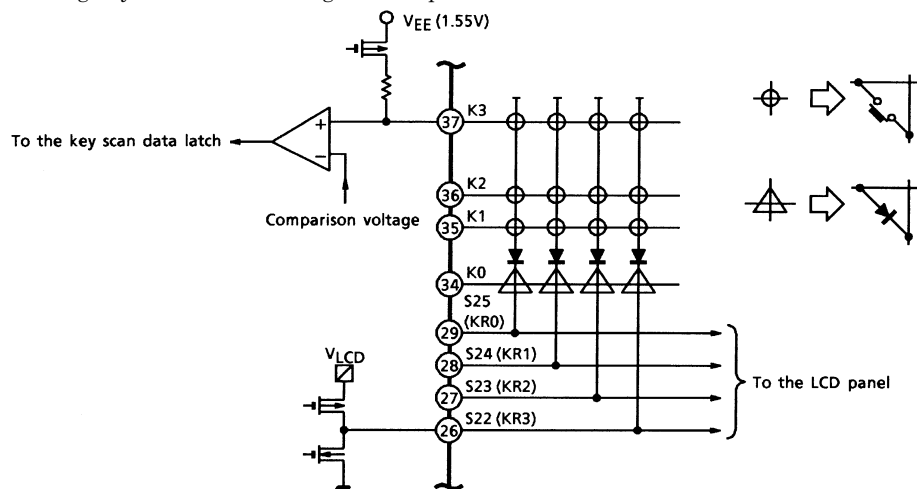 VEE (1.55V)
K3
37
To the key scan data latch
+
−
Comparison voltage
K2
36
K1
35
K0
34
S25
(KR0)
29
S24 (KR1)
28
S23 (KR2)
27
S22 (KR3)
26
VLCD
To the LCD panel